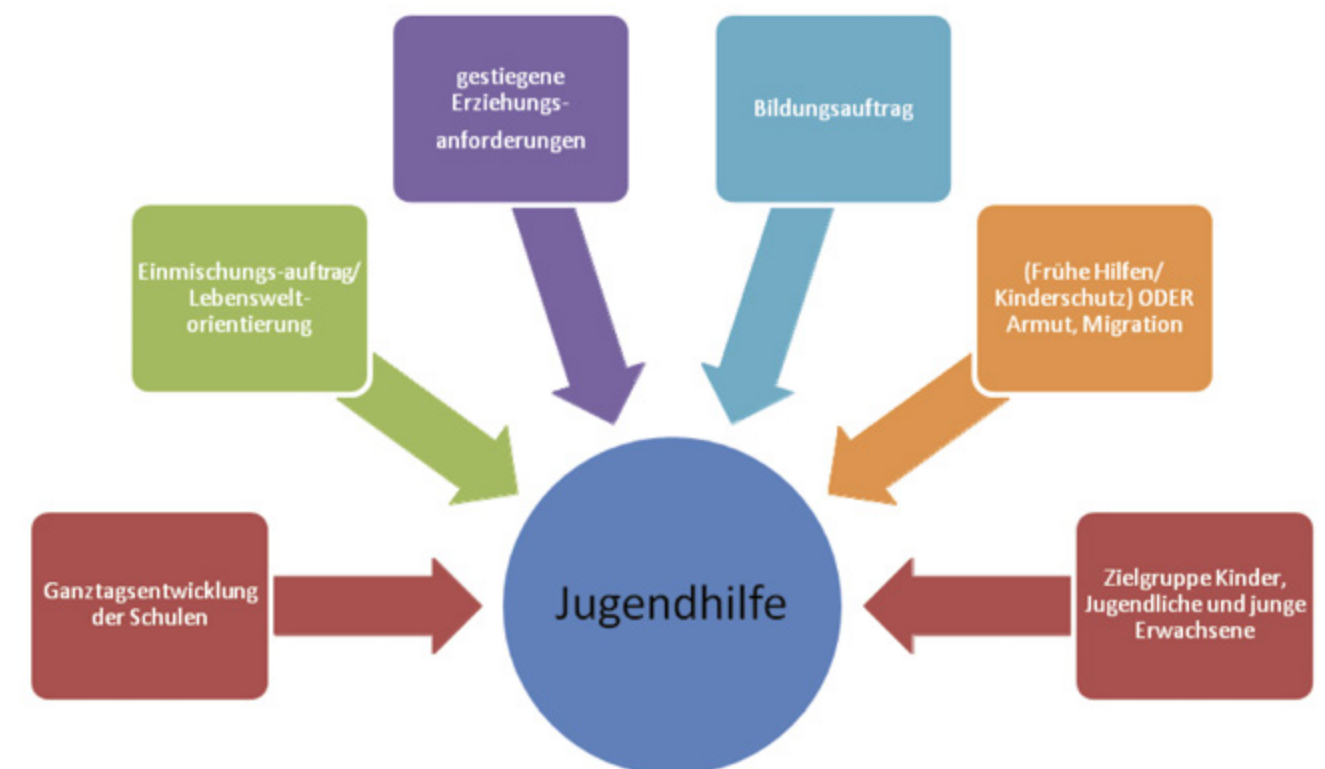 gestiegene
Erziehungs-
anforderungen
Bildungsauftrag
Einmischungs-auftrag/
Lebenswelt-
orientierung
(Frühe Hilfen/
Kinderschutz) ODER
Armut, Migration
Ganztagsentwicklung
der Schulen
Jugendhilfe
Zielgruppe Kinder,
Jugendliche und junge
Erwachsene